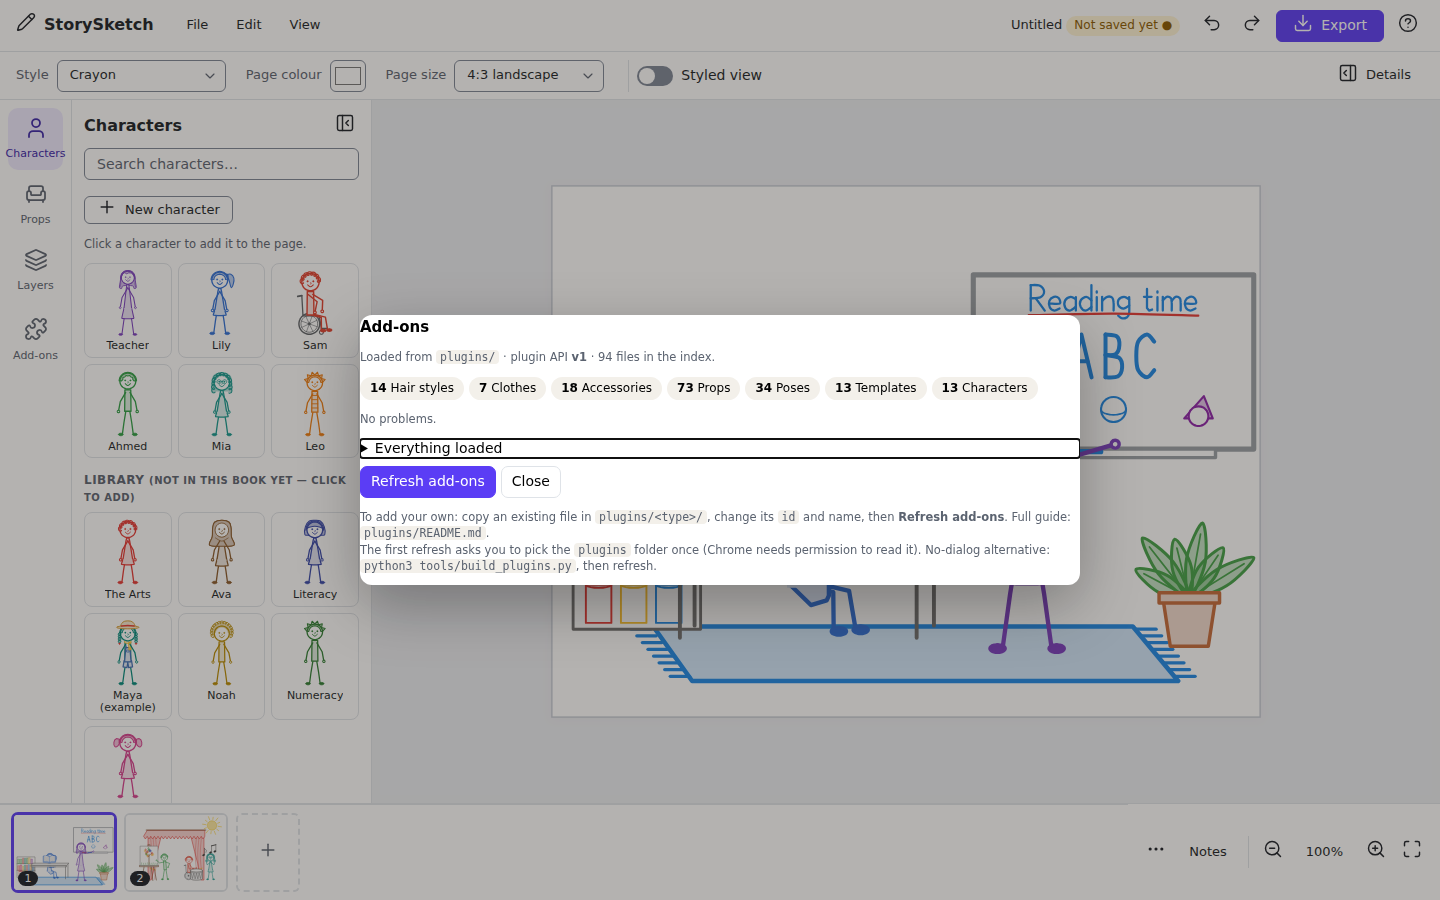 StorySketch File Edit View Untitled Not saved yet Export
Style Crayon Page colour Page size 4:3 landscape Styled view Details
Characters
Props
Layers
Add-ons
Characters
Search characters...
New character
Click a character to add it to the page.
Teacher Lily Sam
Ahmed Mia Leo
LIBRARY (NOT IN THIS BOOK YET — CLICK
TO ADD)
The Arts Ava Literacy
Maya
(example) Noah Numeracy
Reading time
ABC
Add-ons
Loaded from plugins/ · plugin API v1 · 94 files in the index.
14 Hair styles 7 Clothes 18 Accessories 73 Props 34 Poses 13 Templates 13 Characters
No problems.
Everything loaded
Refresh add-ons Close
To add your own: copy an existing file in plugins/<type>/, change its id and name, then Refresh add-ons. Full guide:
plugins/README.md.
The first refresh asks you to pick the plugins folder once (Chrome needs permission to read it). No-dialog alternative:
python3 tools/build_plugins.py, then refresh.
Reading time
ABC
1 2
Notes 100%